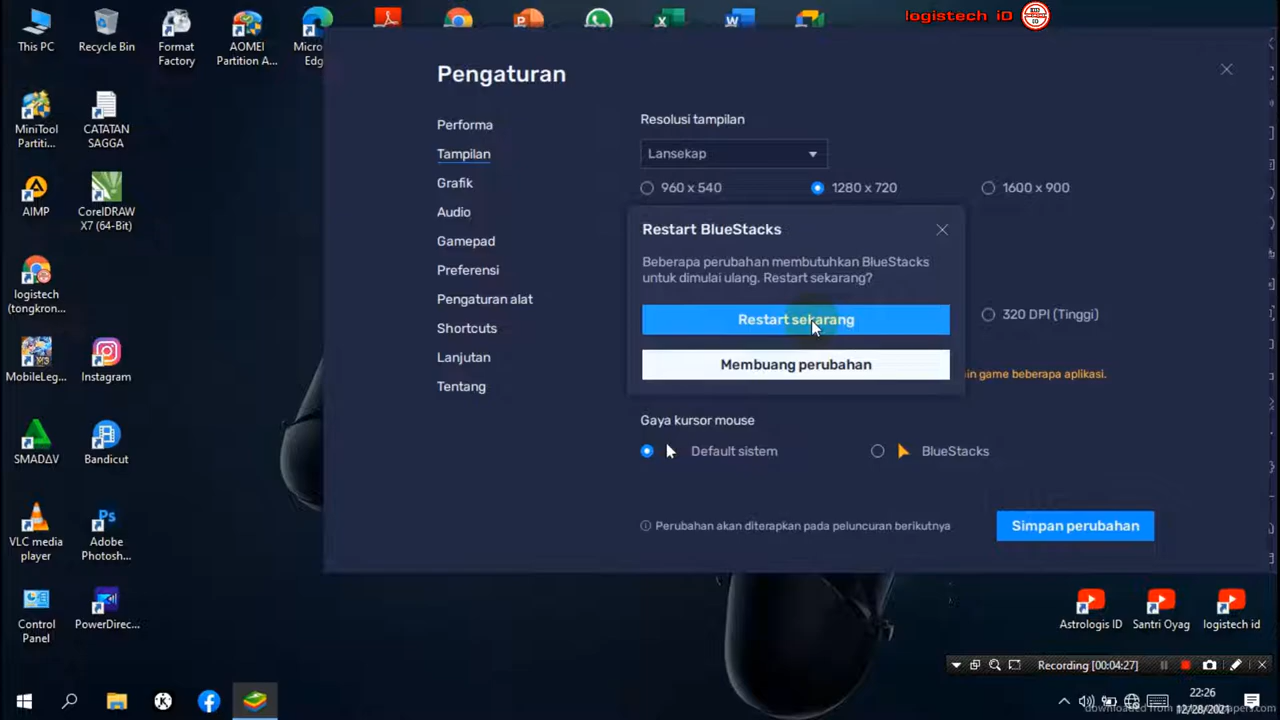 logistech iD
This PC
Recycle Bin
Format
Factory
AOMEI
Partition A...
Micro
Edg
MiniTool
Partiti...
CATATAN
SAGGA
AIMP
CorelDRAW
X7 (64-Bit)
logistech
(tongkron...
MobileLeg...
Instagram
SMADΔV
Bandicut
VLC media
player
Adobe
Photosh...
Control
Panel
PowerDirec...
Pengaturan
Performa
Tampilan
Grafik
Audio
Gamepad
Preferensi
Pengaturan alat
Shortcuts
Lanjutan
Tentang
Resolusi tampilan
Lansekap
960 x 540
1280 x 720
1600 x 900
Restart BlueStacks
Beberapa perubahan membutuhkan BlueStacks
untuk dimulai ulang. Restart sekarang?
Restart sekarang
Membuang perubahan
320 DPI (Tinggi)
in game beberapa aplikasi.
Gaya kursor mouse
Default sistem
BlueStacks
Perubahan akan diterapkan pada peluncuran berikutnya
Simpan perubahan
Astrologis ID
Santri Oyag
logistech id
Recording [00:04:27]
22:26
12/28/2021